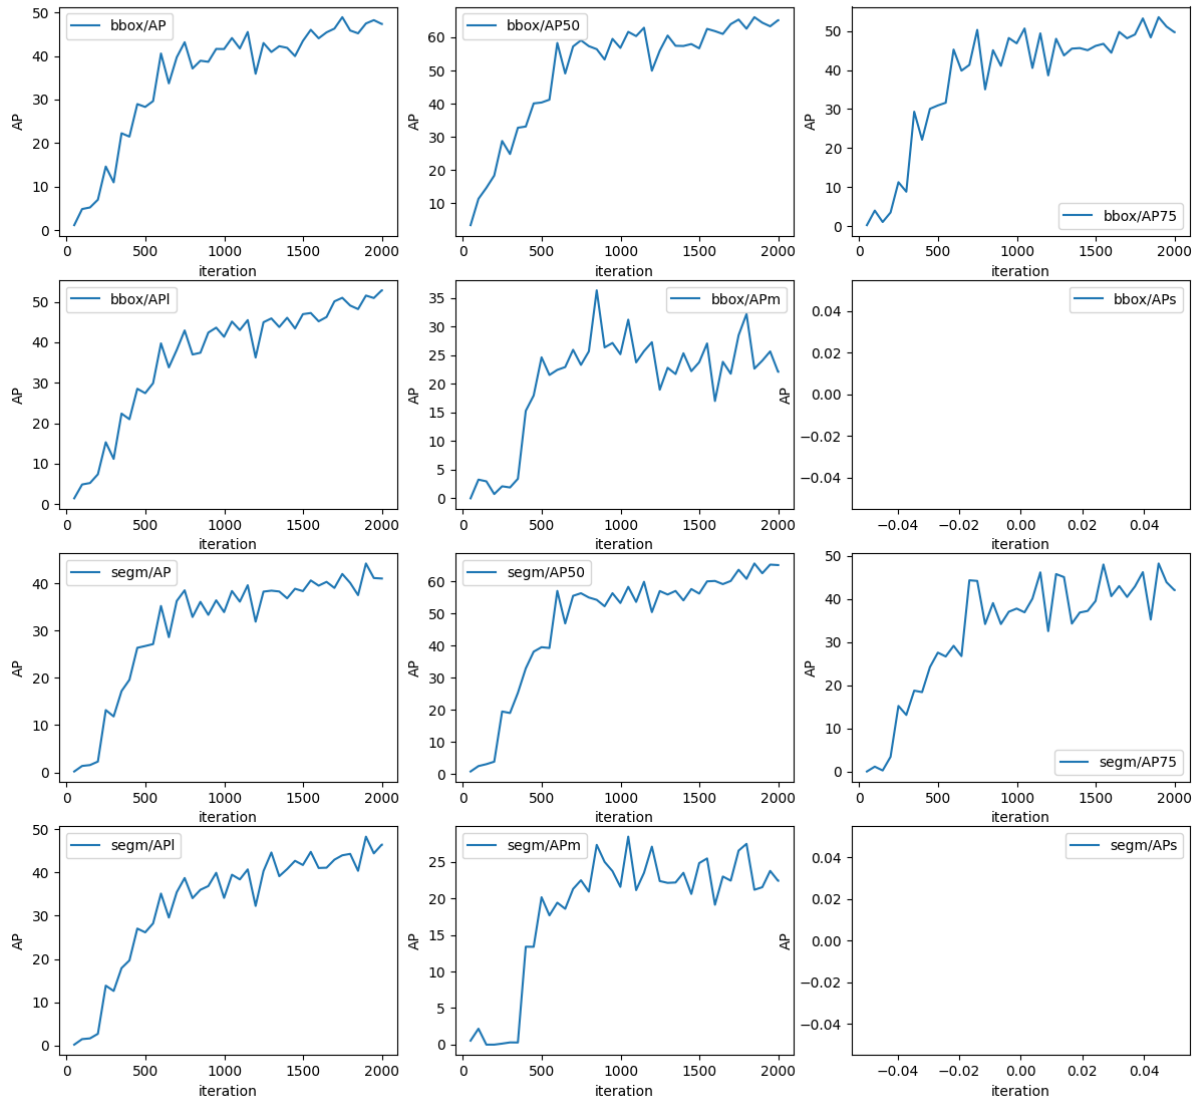 bbox/AP
50
40
30
20
10
0
AP
0 500 1000 1500 2000
iteration
bbox/AP50
60
50
40
30
20
10
AP
0 500 1000 1500 2000
iteration
bbox/AP75
50
40
30
20
10
0
AP
0 500 1000 1500 2000
iteration
bbox/APl
50
40
30
20
10
0
AP
0 500 1000 1500 2000
iteration
bbox/APm
35
30
25
20
15
10
5
0
AP
0 500 1000 1500 2000
iteration
bbox/APs
0.04
0.02
0.00
−0.02
−0.04
AP
−0.04 −0.02 0.00 0.02 0.04
iteration
segm/AP
40
30
20
10
0
AP
0 500 1000 1500 2000
iteration
segm/AP50
60
50
40
30
20
10
0
AP
0 500 1000 1500 2000
iteration
segm/AP75
50
40
30
20
10
0
AP
0 500 1000 1500 2000
iteration
segm/APl
50
40
30
20
10
0
AP
0 500 1000 1500 2000
iteration
segm/APm
25
20
15
10
5
0
AP
0 500 1000 1500 2000
iteration
segm/APs
0.04
0.02
0.00
−0.02
−0.04
AP
−0.04 −0.02 0.00 0.02 0.04
iteration